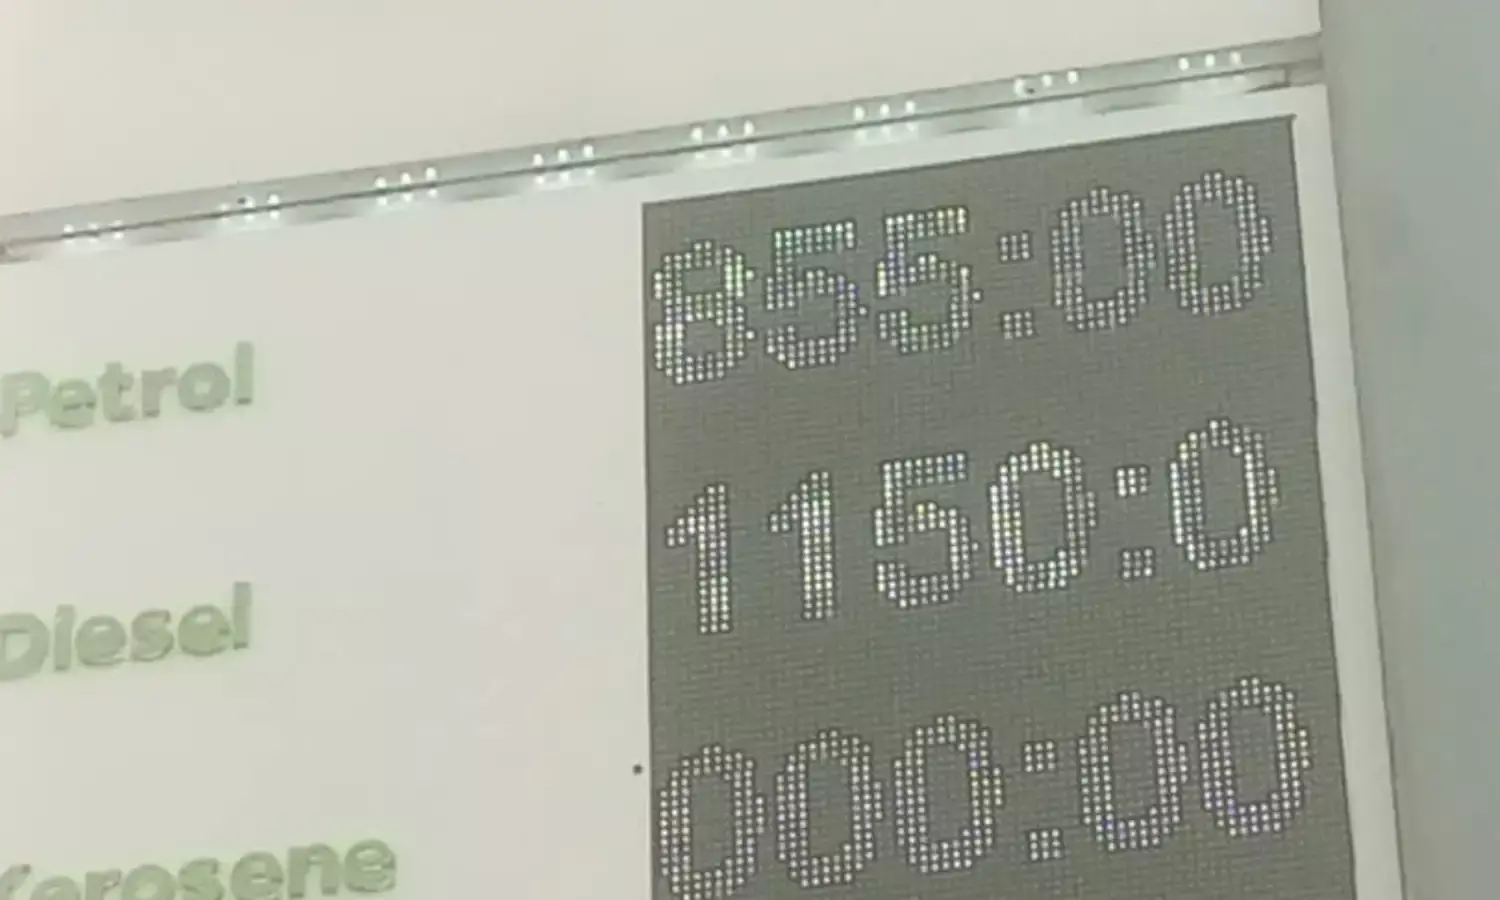 Petrol 855:00
Diesel 1150:0
Kerosene 000:00